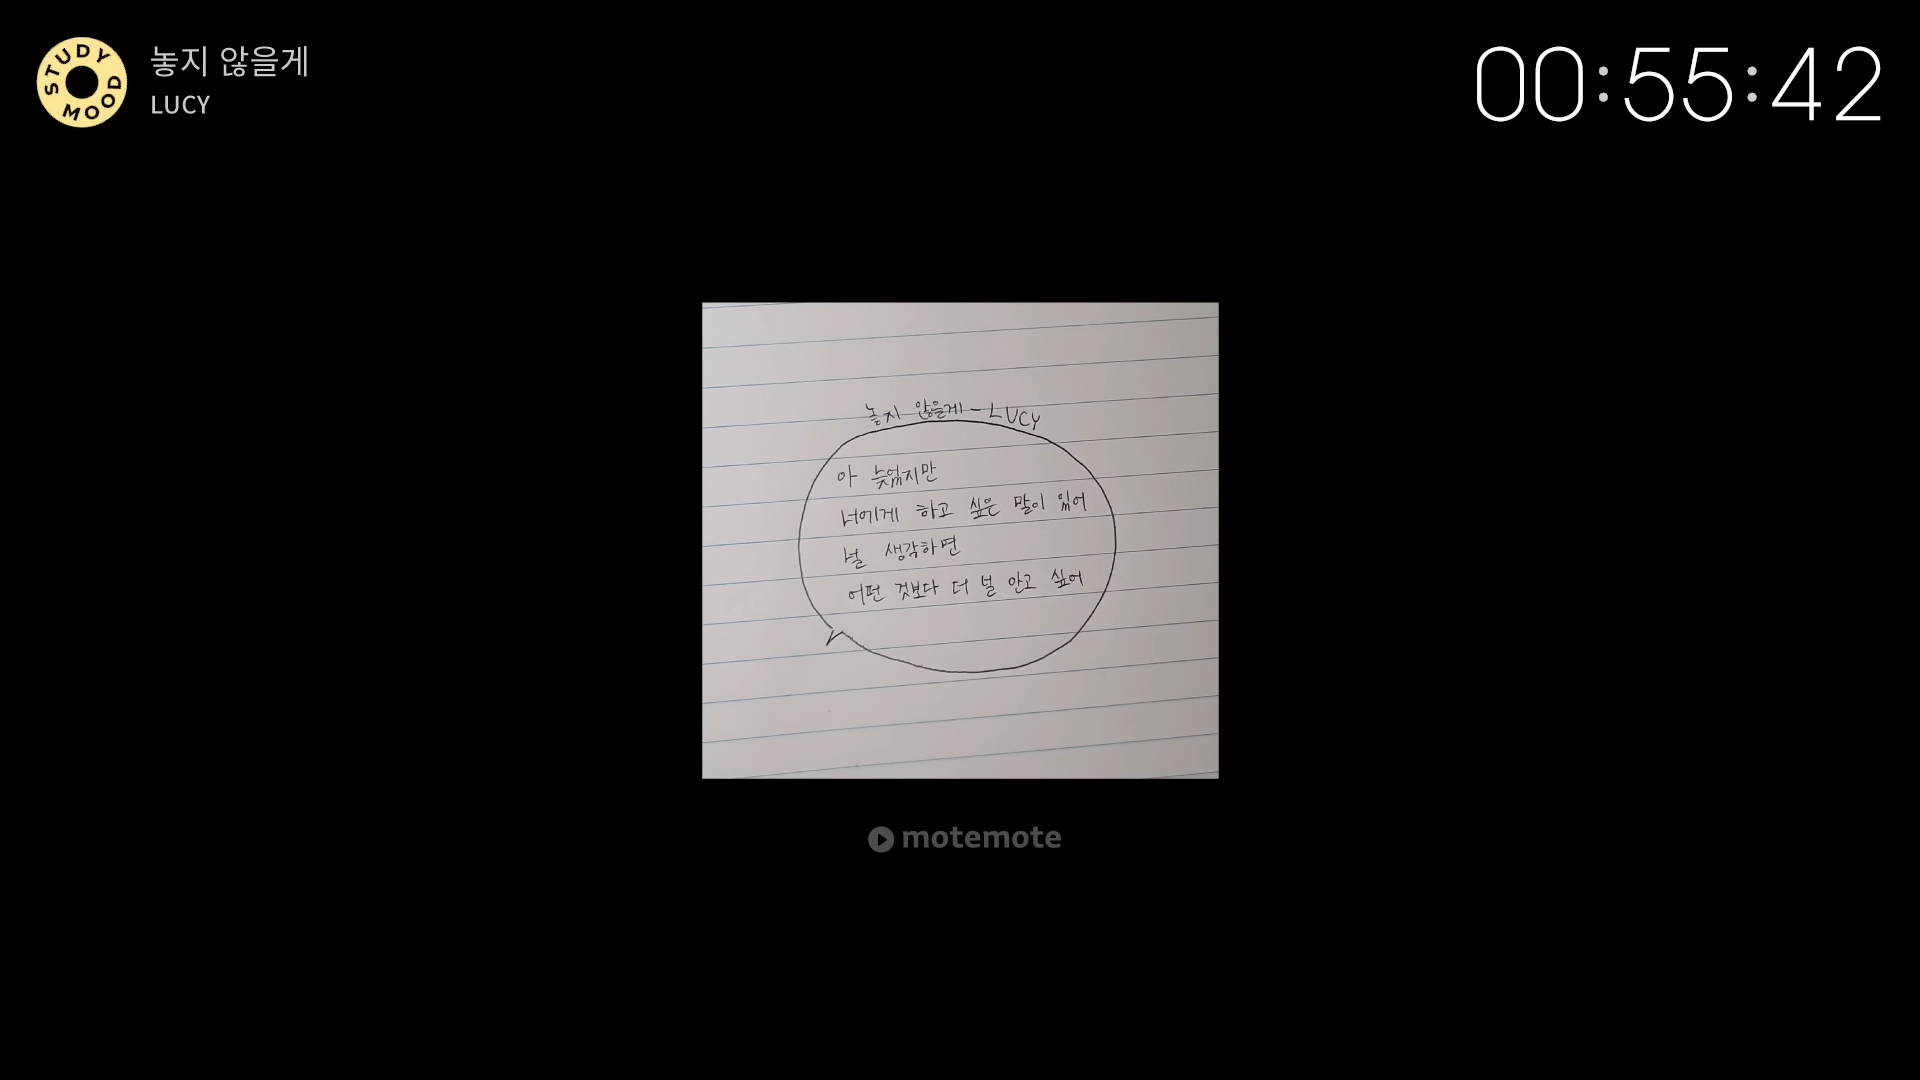 STUDY MOOD
놓지 않을게
LUCY
00:55:42
놓지 않을게 - LUCY
아 늦었지만
너에게 하고 싶은 말이 있어
널 생각하면
어떤 것보다 더 널 안고 싶어
motemote